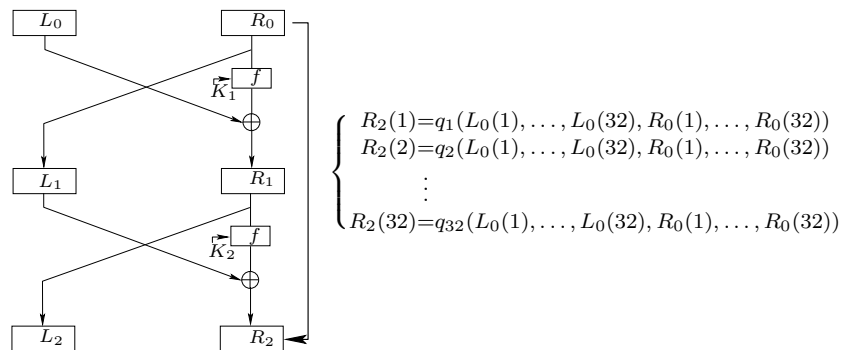 L₀ R₀
f
K₁
L₁ R₁
f
K₂
L₂ R₂
R₂(1)=q₁(L₀(1), . . . , L₀(32), R₀(1), . . . , R₀(32))
R₂(2)=q₂(L₀(1), . . . , L₀(32), R₀(1), . . . , R₀(32))
⋮
R₂(32)=q₃₂(L₀(1), . . . , L₀(32), R₀(1), . . . , R₀(32))